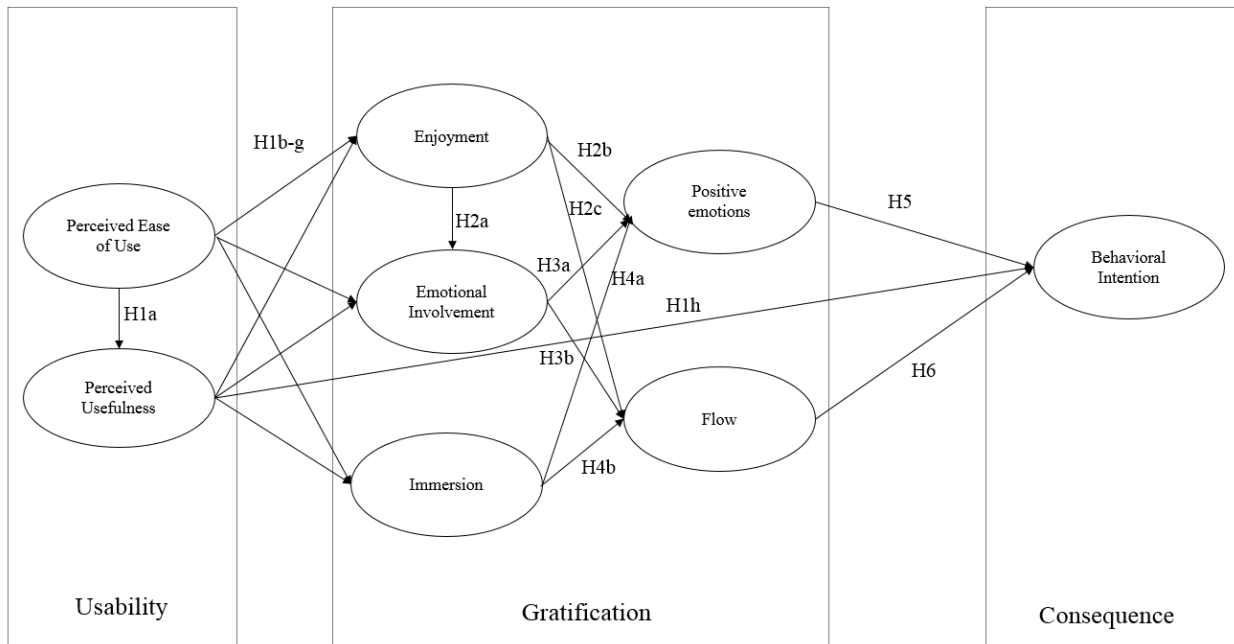 H1b-g
Enjoyment
H2b
Positive
emotions
Perceived Ease
of Use
H2a
H2c
H5
H3a
H4a
Behavioral
Intention
Emotional
Involvement
H1a
H1h
H3b
Perceived
Usefulness
H6
Flow
H4b
Immersion
Usability
Gratification
Consequence